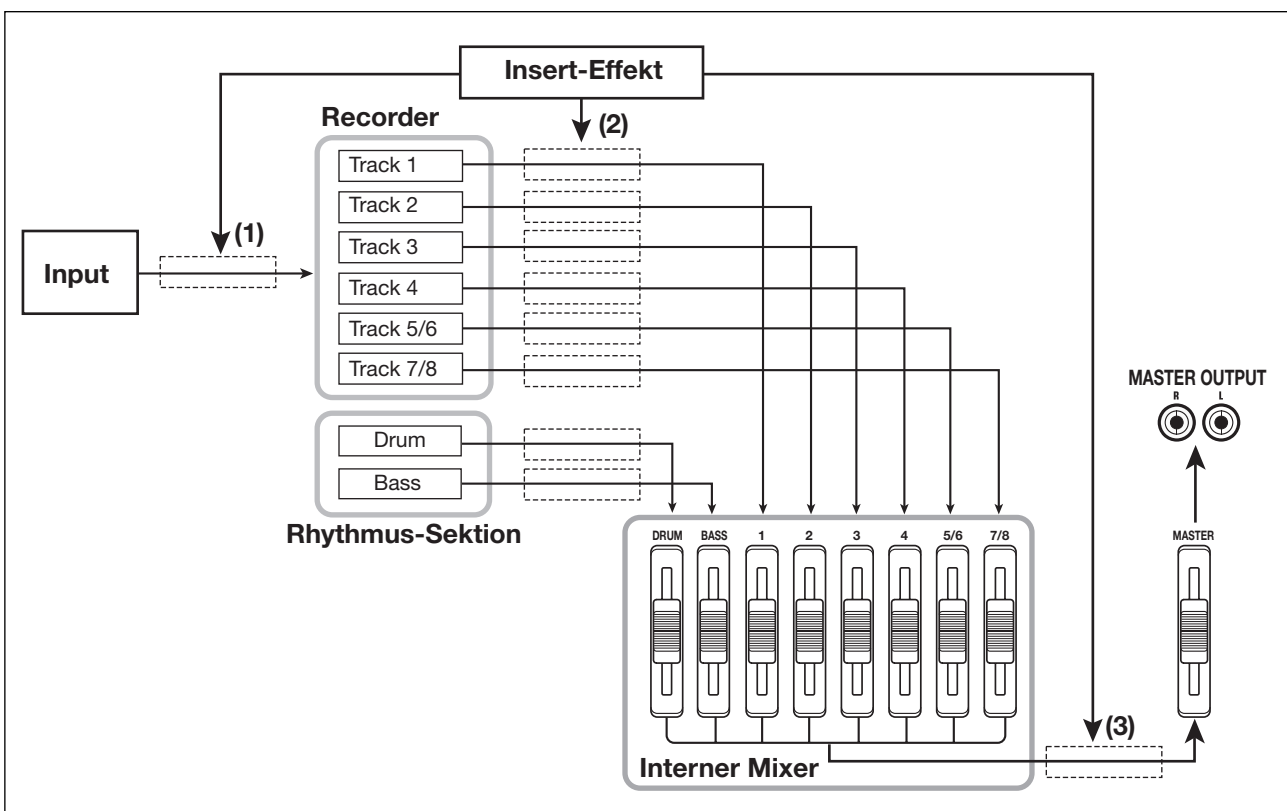 Insert-Effekt
(2)
Recorder
Track 1
Track 2
Track 3
Track 4
Track 5/6
Track 7/8
(1)
Input
MASTER OUTPUT
R L
Drum
Bass
Rhythmus-Sektion
DRUM BASS 1 2 3 4 5/6 7/8
MASTER
(3)
Interner Mixer